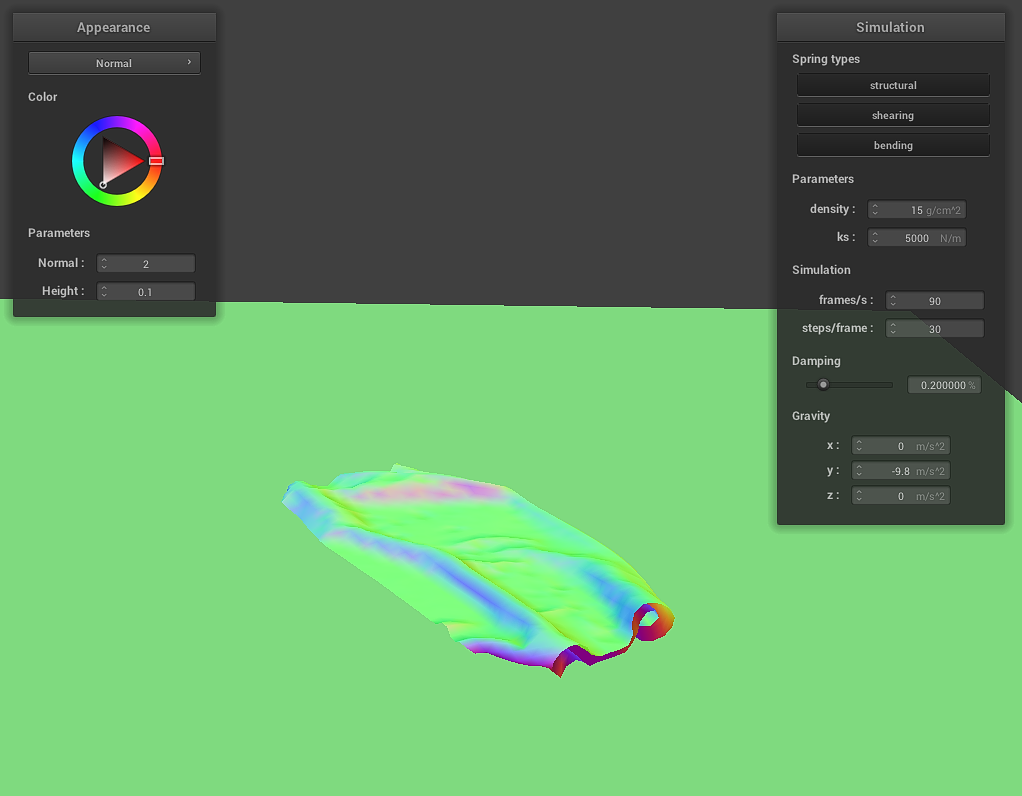 Appearance
Normal
Color
Parameters
Normal : 2
Height : 0.1
Simulation
Spring types
structural
shearing
bending
Parameters
density : 15 g/cm^2
ks : 5000 N/m
Simulation
frames/s : 90
steps/frame : 30
Damping
0.200000 %
Gravity
x : 0 m/s^2
y : -9.8 m/s^2
z : 0 m/s^2